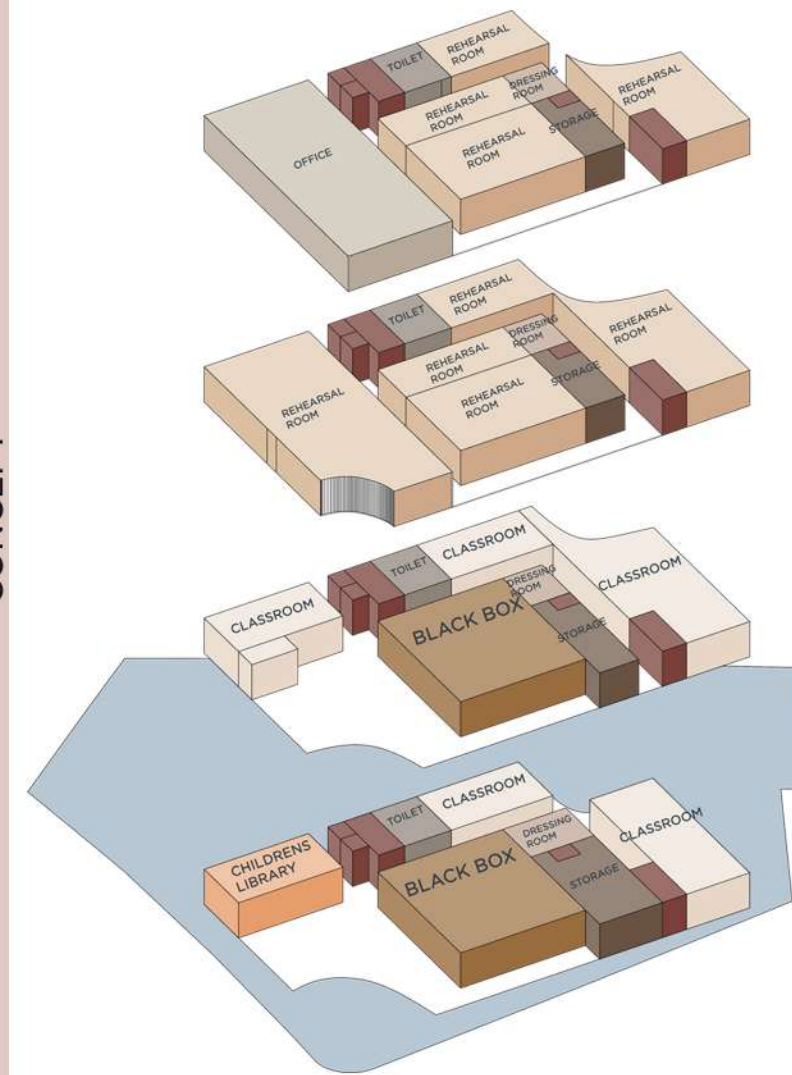 TOILET
REHEARSAL
ROOM
DRESSING
ROOM
REHEARSAL
ROOM
REHEARSAL
ROOM
STORAGE
REHEARSAL
ROOM
OFFICE
TOILET
REHEARSAL
ROOM
DRESSING
ROOM
REHEARSAL
ROOM
REHEARSAL
ROOM
STORAGE
REHEARSAL
ROOM
REHEARSAL
ROOM
TOILET
CLASSROOM
DRESSING
ROOM
CLASSROOM
CLASSROOM
BLACK BOX
STORAGE
TOILET
CLASSROOM
DRESSING
ROOM
CLASSROOM
CHILDRENS
LIBRARY
BLACK BOX
STORAGE